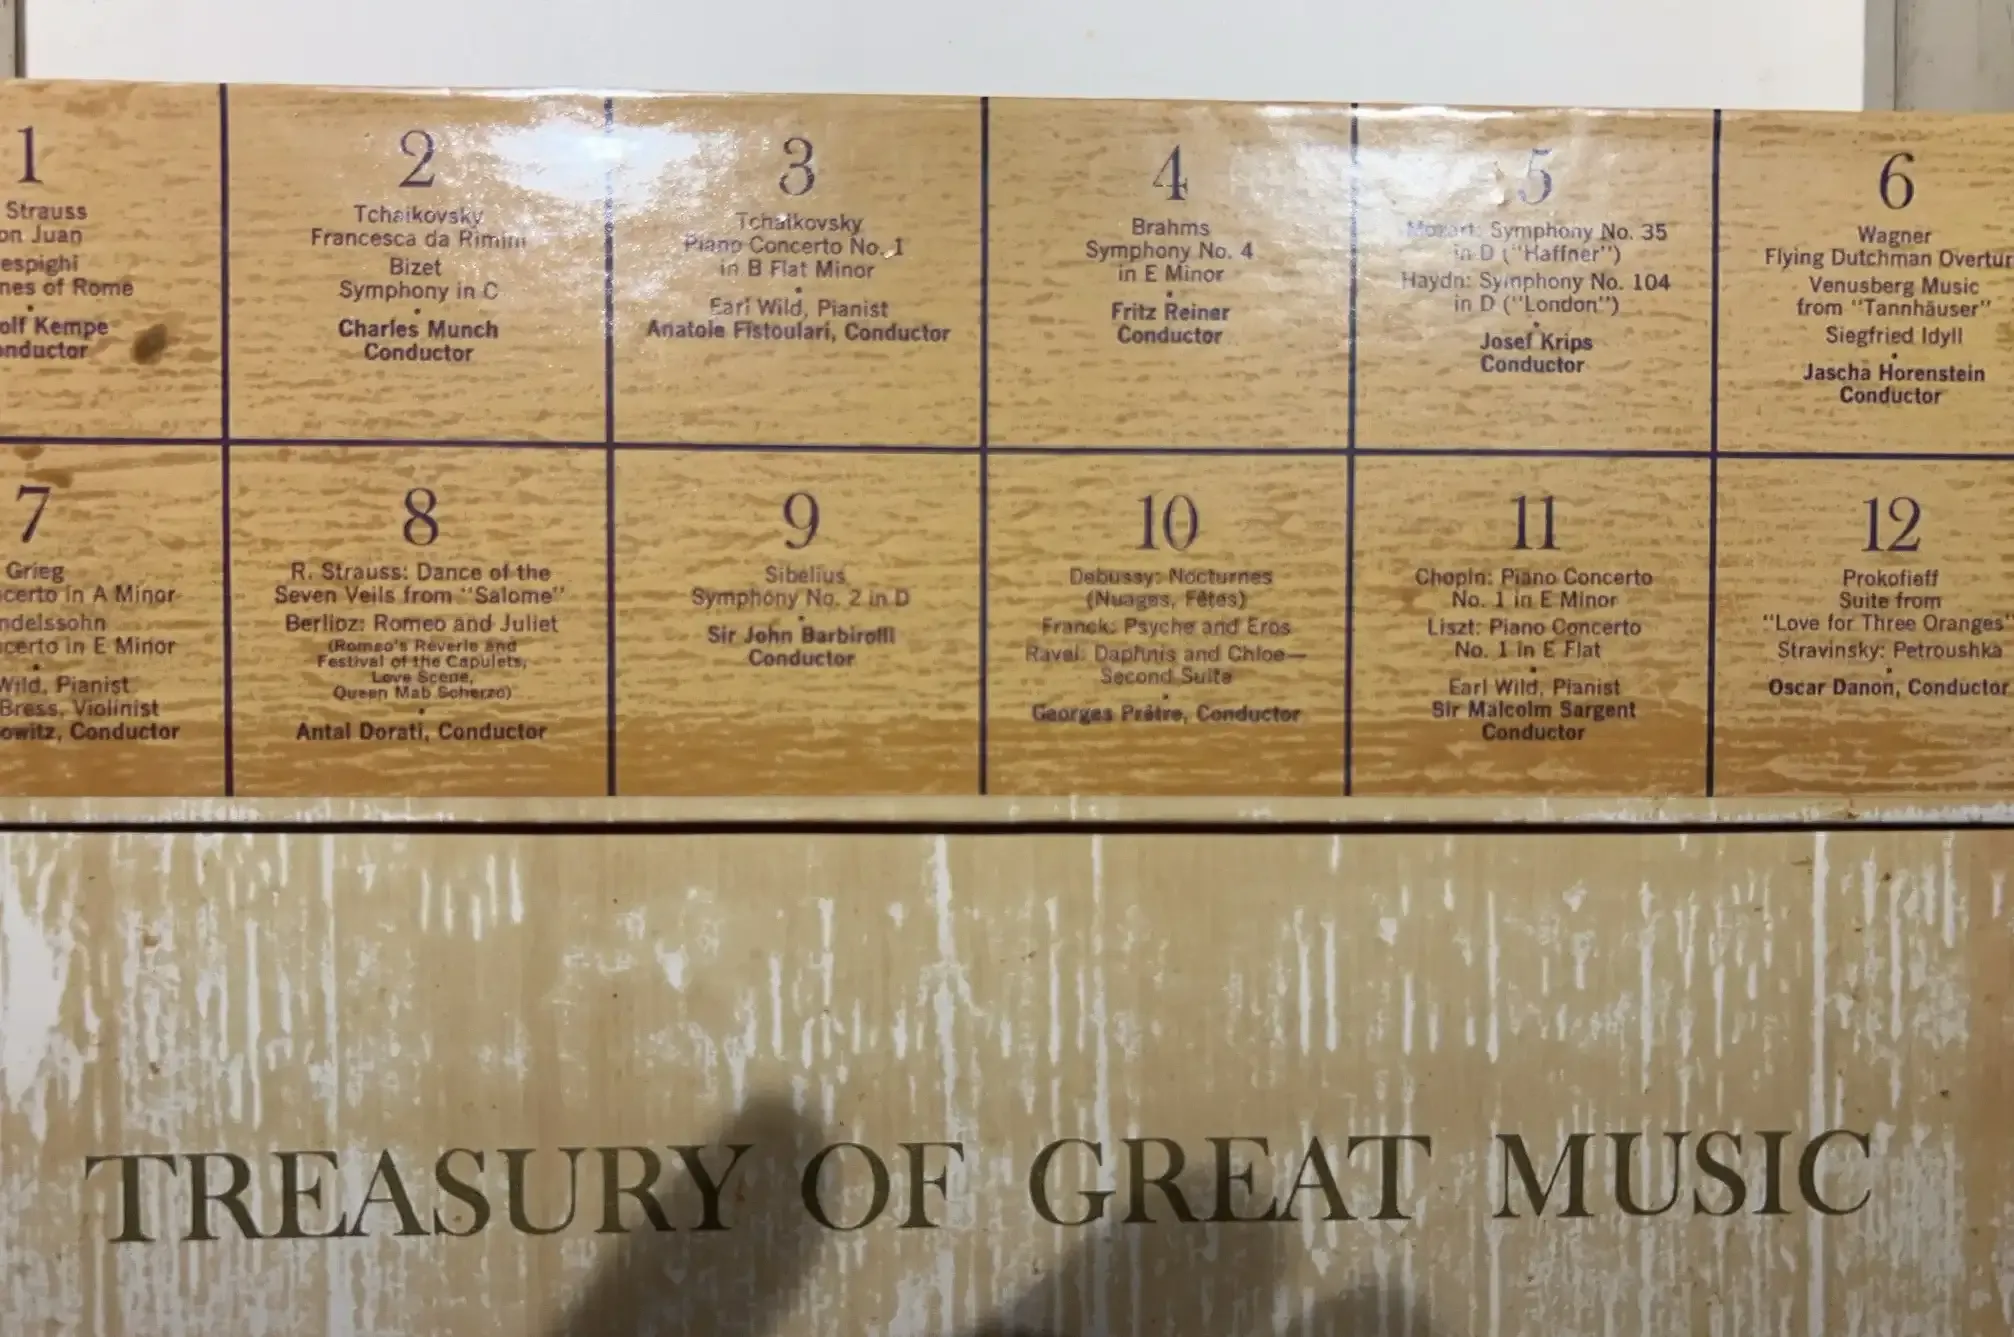 1
Strauss
on Juan
espighi
nes of Rome
olf Kempe
onductor
2
Tchaikovsky
Francesca da Rimini
Bizet
Symphony in C
Charles Munch
Conductor
3
Tchaikovsky
Piano Concerto No. 1
in B Flat Minor
Earl Wild, Pianist
Anatole Fistoulari, Conductor
4
Brahms
Symphony No. 4
in E Minor
Fritz Reiner
Conductor
5
Mozart: Symphony No. 35
in D ("Haffner")
Haydn: Symphony No. 104
in D ("London")
Josef Krips
Conductor
6
Wagner
Flying Dutchman Overtur
Venusberg Music
from "Tannhäuser"
Siegfried Idyll
Jascha Horenstein
Conductor
7
Grieg
certo in A Minor
ndelssohn
certo in E Minor
Wild, Pianist
Bress, Violinist
owitz, Conductor
8
R. Strauss: Dance of the
Seven Veils from "Salome"
Berlioz: Romeo and Juliet
(Romeo's Reverie and
Festival of the Capulets,
Love Scene,
Queen Mab Scherzo)
Antal Dorati, Conductor
9
Sibelius
Symphony No. 2 in D
Sir John Barbirolli
Conductor
10
Debussy: Nocturnes
(Nuages, Fêtes)
Franck: Psyche and Eros
Ravel: Daphnis and Chloe—
Second Suite
Georges Prêtre, Conductor
11
Chopin: Piano Concerto
No. 1 in E Minor
Liszt: Piano Concerto
No. 1 in E Flat
Earl Wild, Pianist
Sir Malcolm Sargent
Conductor
12
Prokofieff
Suite from
"Love for Three Oranges"
Stravinsky: Petroushka
Oscar Danon, Conductor
TREASURY OF GREAT MUSIC